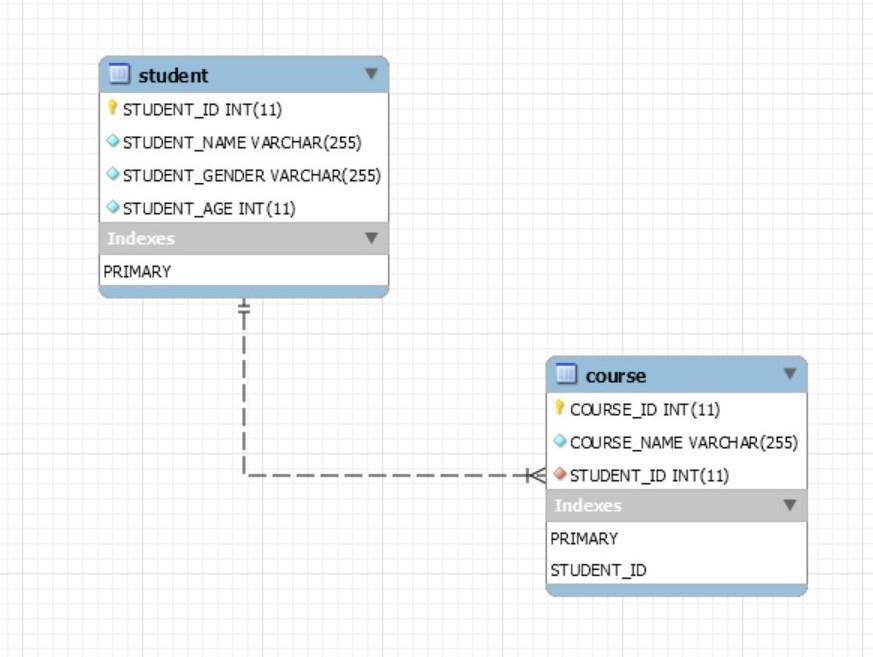 student
STUDENT_ID INT(11)
STUDENT_NAME VARCHAR(255)
STUDENT_GENDER VARCHAR(255)
STUDENT_AGE INT(11)
Indexes
PRIMARY
course
COURSE_ID INT(11)
COURSE_NAME VARCHAR(255)
STUDENT_ID INT(11)
Indexes
PRIMARY
STUDENT_ID